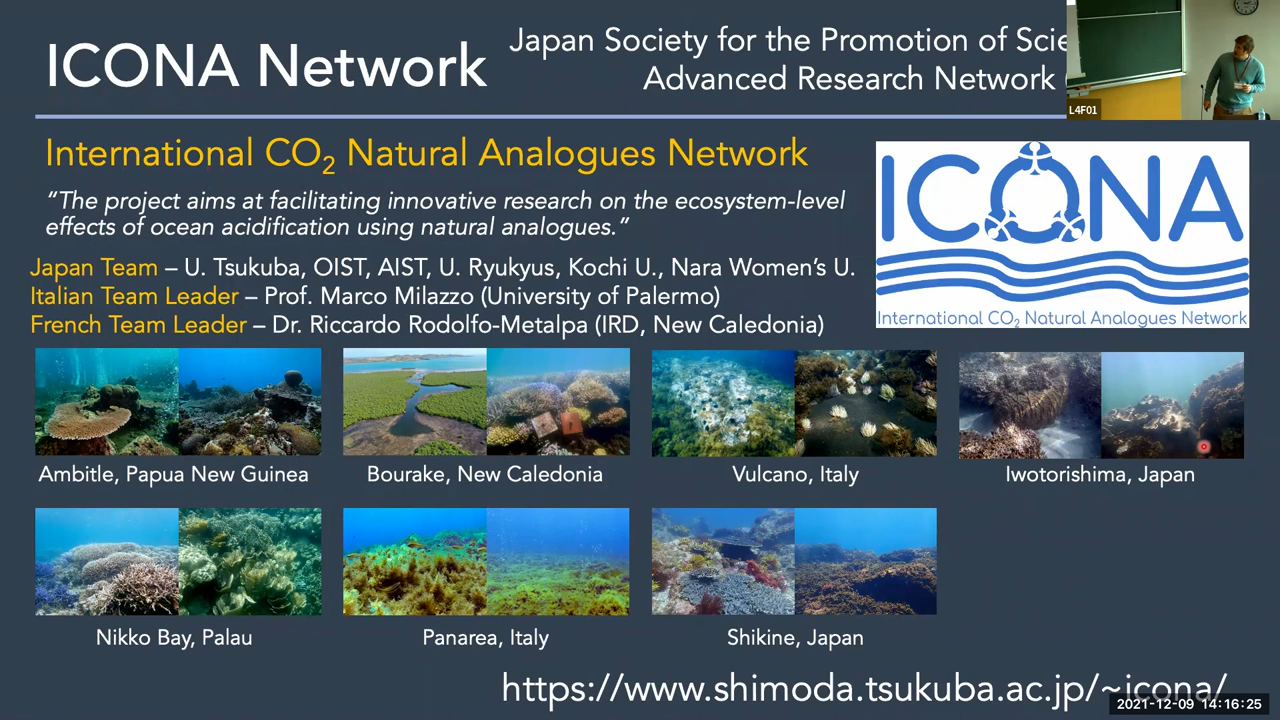 ICONA Network
Japan Society for the Promotion of Scie
Advanced Research Network
L4F01
International CO₂ Natural Analogues Network
“The project aims at facilitating innovative research on the ecosystem-level
effects of ocean acidification using natural analogues.”
Japan Team – U. Tsukuba, OIST, AIST, U. Ryukyus, Kochi U., Nara Women’s U.
Italian Team Leader – Prof. Marco Milazzo (University of Palermo)
French Team Leader – Dr. Riccardo Rodolfo-Metalpa (IRD, New Caledonia)
ICONA
International CO₂ Natural Analogues Network
Ambitle, Papua New Guinea
Bourake, New Caledonia
Vulcano, Italy
Iwotorishima, Japan
Nikko Bay, Palau
Panarea, Italy
Shikine, Japan
https://www.shimoda.tsukuba.ac.jp/~icona/
2021-12-09 14:16:25